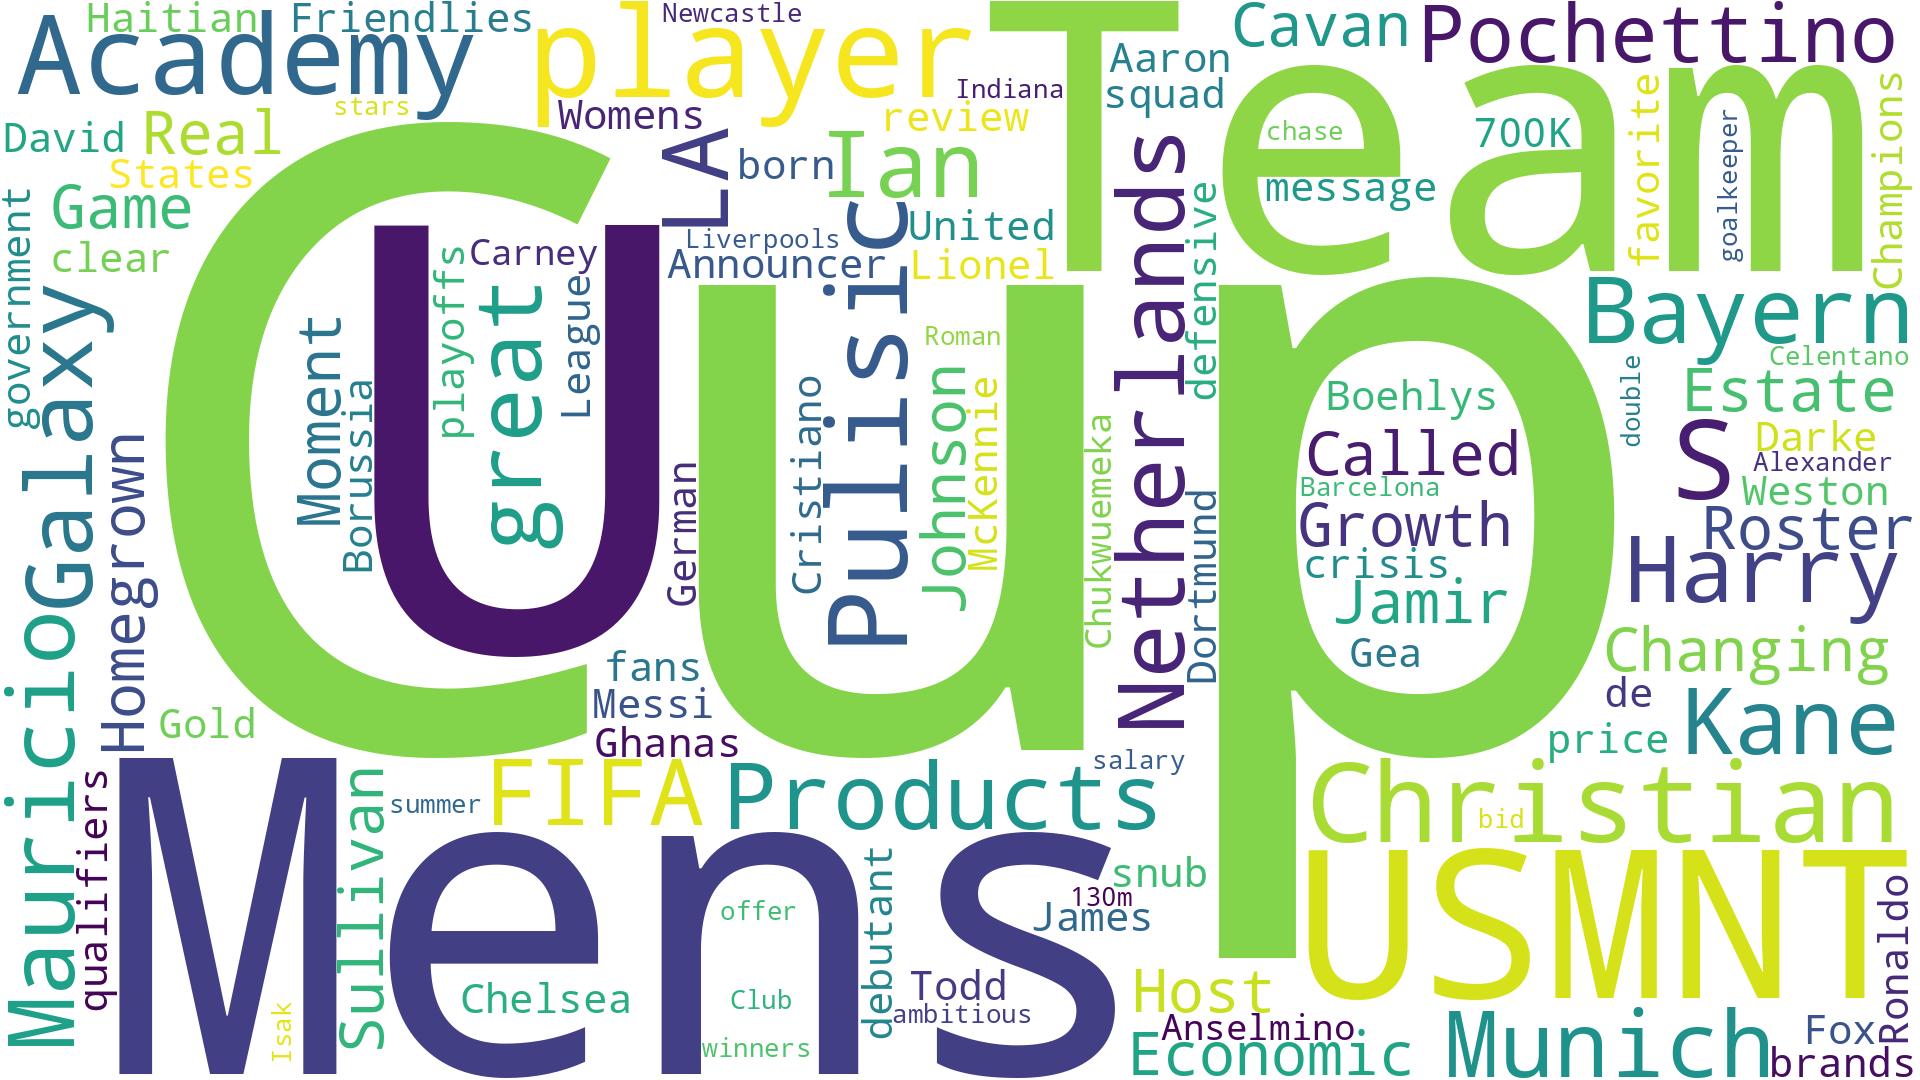 Haitian
Friendlies
Newcastle
Academy
player
Team
Cavan
Pochettino
Aaron
squad
Indiana
stars
Womens
review
David
Real
States
Game
clear
LA
born
Ian
chase
700K
message
favorite
goalkeeper
Champions
government
Galaxy
Cup
U
Carney
playoffs
great
League
Liverpools
Announcer
United
Lionel
Pulisic
Netherlands
defensive
Bayern
Celentano
Estate
double
Moment
Borussia
Roman
Johnson
McKennie
Cristiano
Chukwuemeka
German
Dortmund
Boehlys
Called
Barcelona
Growth
crisis
Jamir
Gea
S
Darke
Alexander
Weston
Roster
Harry
Homegrown
Mauricio
Gold
fans
Messi
Ghanas
Changing
de
price
Kane
salary
qualifiers
Mens
Sullivan
summer
FIFA
Products
Christian
bid
USMNT
snub
130m
James
offer
debutant
Chelsea
Club
winners
Isak
Todd
ambitious
Host
Anselmino
Economic
Munich
Fox
brands
Ronaldo